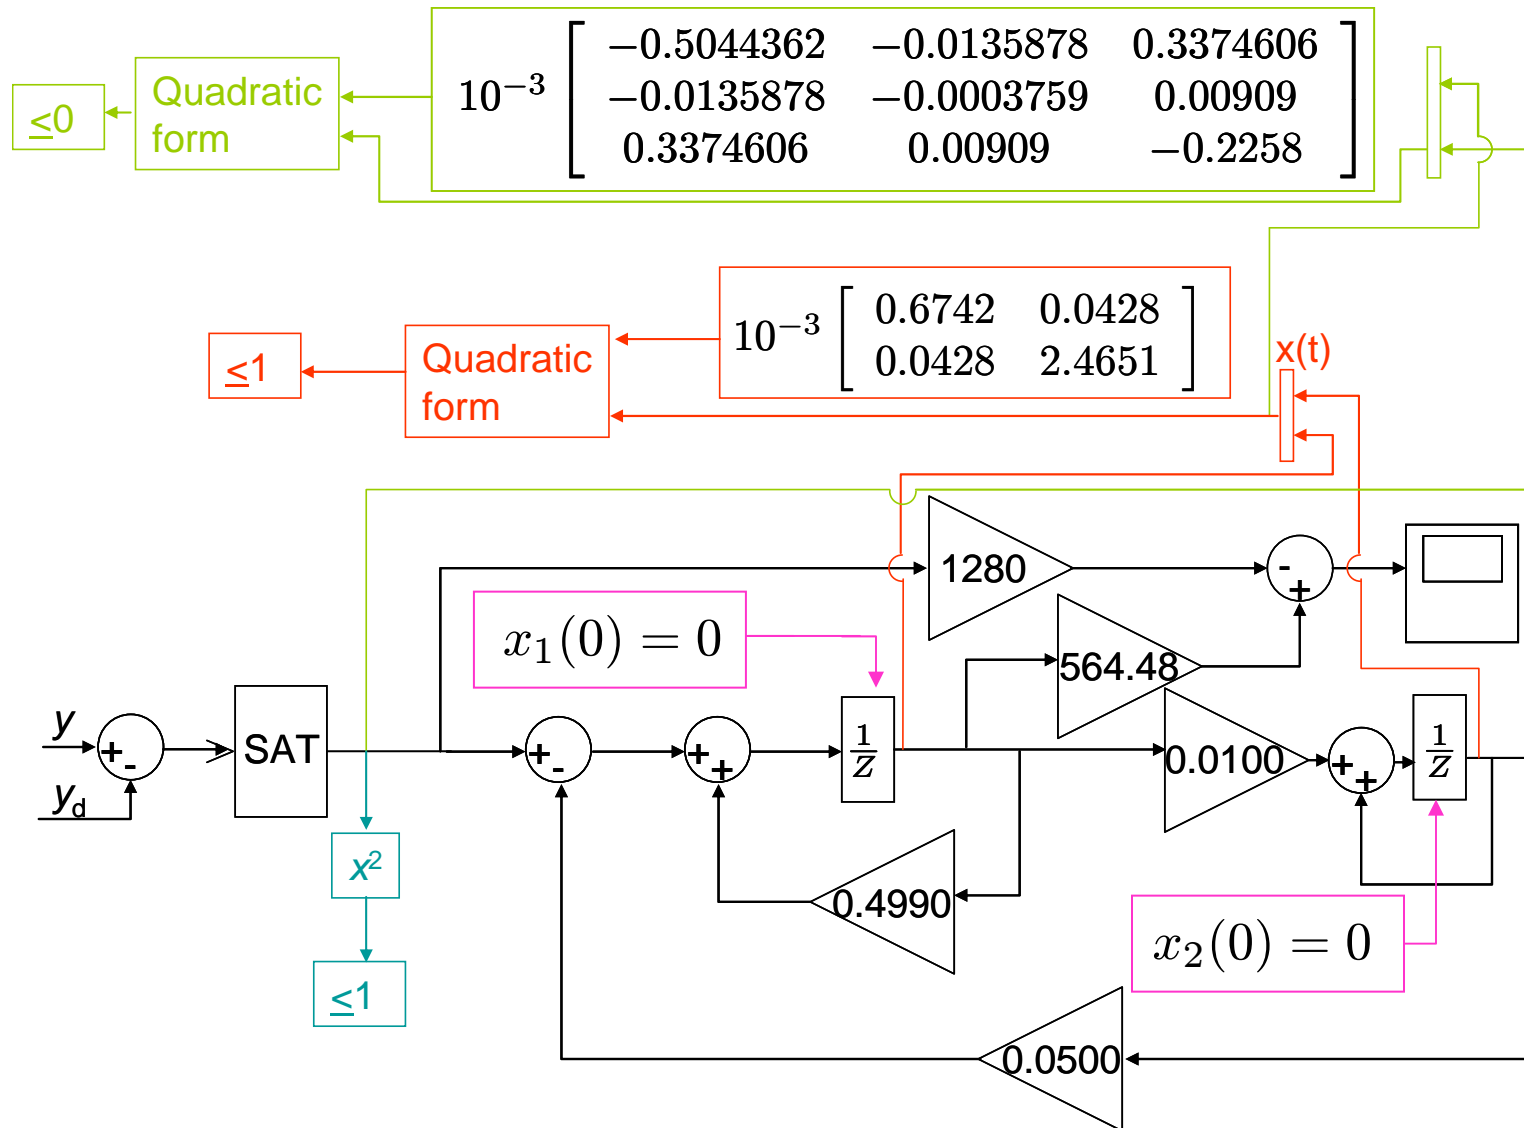 10⁻³ [ −0.5044362 −0.0135878 0.3374606
−0.0135878 −0.0003759 0.00909
0.3374606 0.00909 −0.2258 ]
Quadratic
form
≤0
10⁻³ [ 0.6742 0.0428
0.0428 2.4651 ]
x(t)
Quadratic
form
≤1
1280
-
+
x₁(0) = 0
564.48
y
+
-
y_d
SAT
+
-
+
+
1/z
0.0100
+
+
1/z
x²
0.4990
x₂(0) = 0
≤1
0.0500